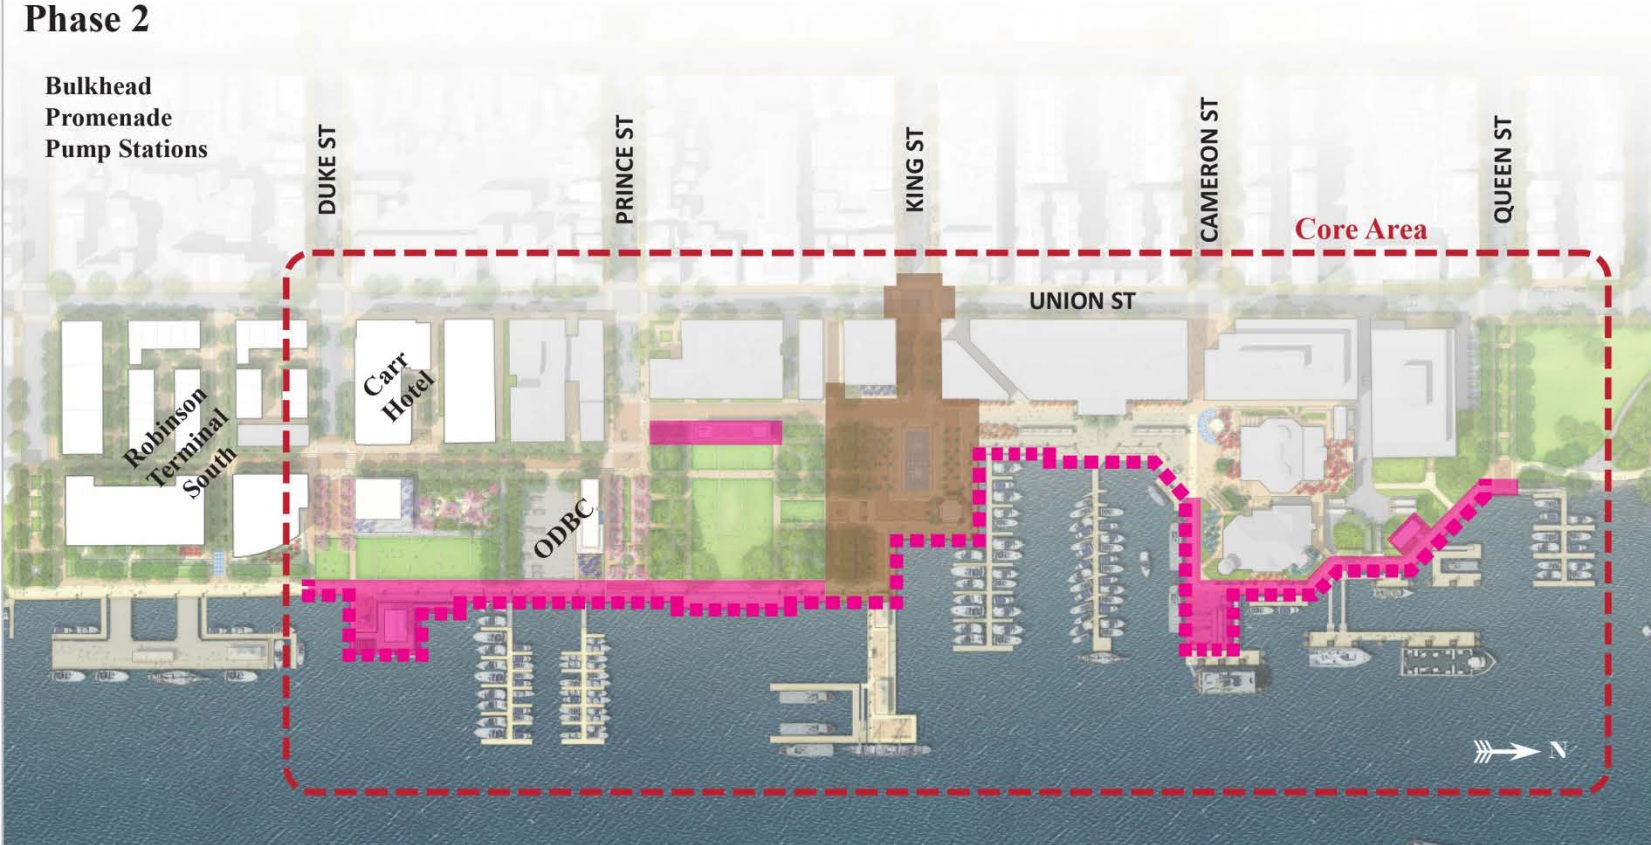 Phase 2
Bulkhead
Promenade
Pump Stations
DUKE ST
PRINCE ST
KING ST
CAMERON ST
QUEEN ST
Core Area
UNION ST
Carr
Hotel
Robinson
Terminal
South
ODBC
N